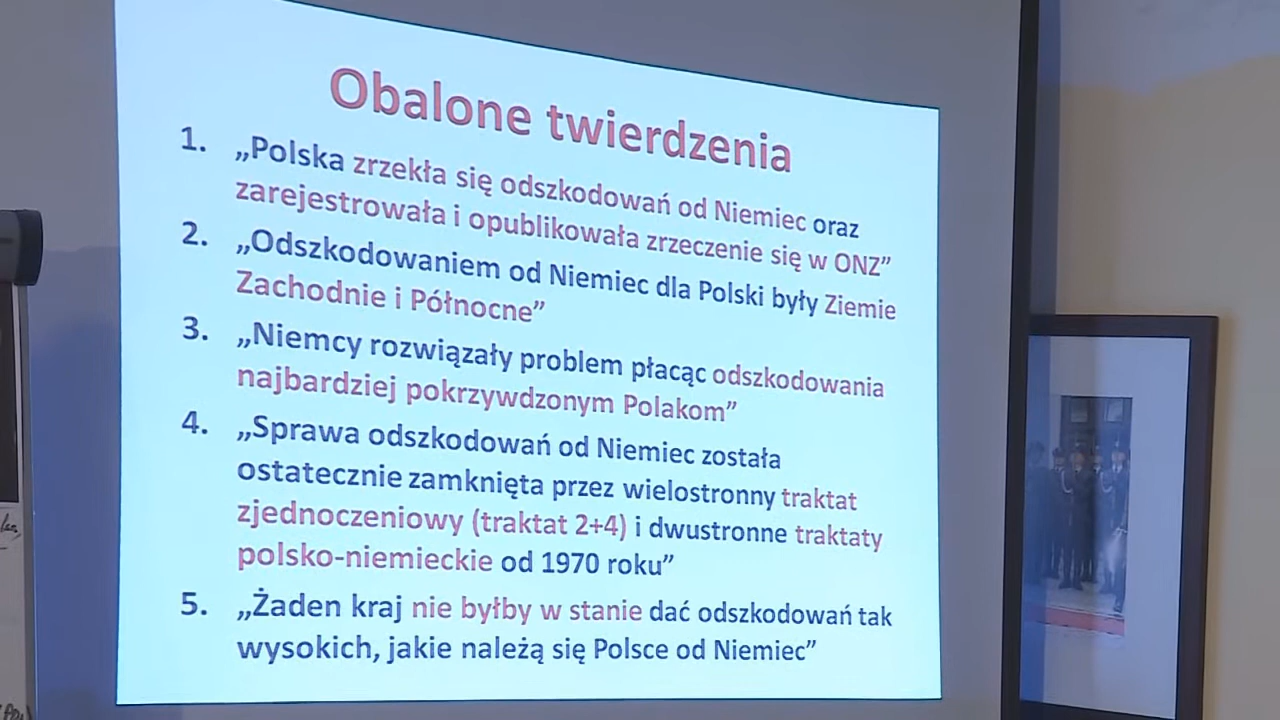 Obalone twierdzenia
1. „Polska zrzekła się odszkodowań od Niemiec oraz
zarejestrowała i opublikowała zrzeczenie się w ONZ”
2. „Odszkodowaniem od Niemiec dla Polski były Ziemie
Zachodnie i Północne”
3. „Niemcy rozwiązały problem płacąc odszkodowania
najbardziej pokrzywdzonym Polakom”
4. „Sprawa odszkodowań od Niemiec została
ostatecznie zamknięta przez wielostronny traktat
zjednoczeniowy (traktat 2+4) i dwustronne traktaty
polsko-niemieckie od 1970 roku”
5. „Żaden kraj nie byłby w stanie dać odszkodowań tak
wysokich, jakie należą się Polsce od Niemiec”